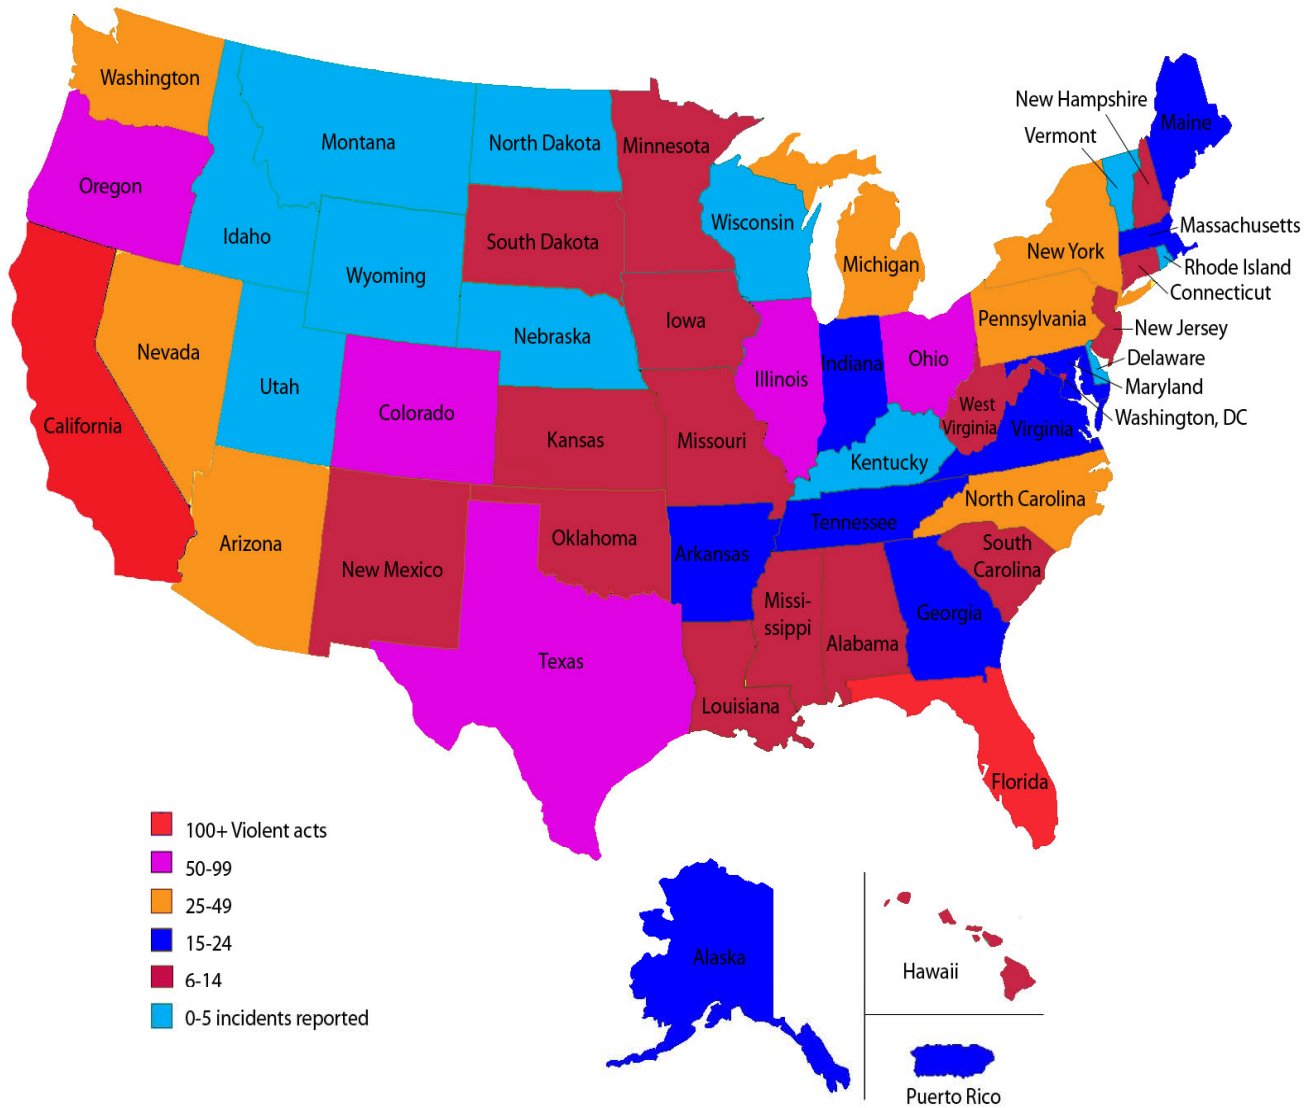 Washington
Montana
North Dakota
Minnesota
New Hampshire
Vermont
Maine
Oregon
Idaho
Wyoming
South Dakota
Wisconsin
Michigan
New York
Massachusetts
Rhode Island
Connecticut
Nevada
Utah
Nebraska
Iowa
Pennsylvania
New Jersey
Delaware
Maryland
Washington, DC
California
Colorado
Kansas
Missouri
Illinois
Indiana
Ohio
West
Virginia
Virginia
Kentucky
Arizona
New Mexico
Oklahoma
Arkansas
Tennessee
North Carolina
South
Carolina
Texas
Louisiana
Missi-
ssippi
Alabama
Georgia
Florida
100+ Violent acts
50-99
25-49
15-24
6-14
0-5 incidents reported
Alaska
Hawaii
Puerto Rico